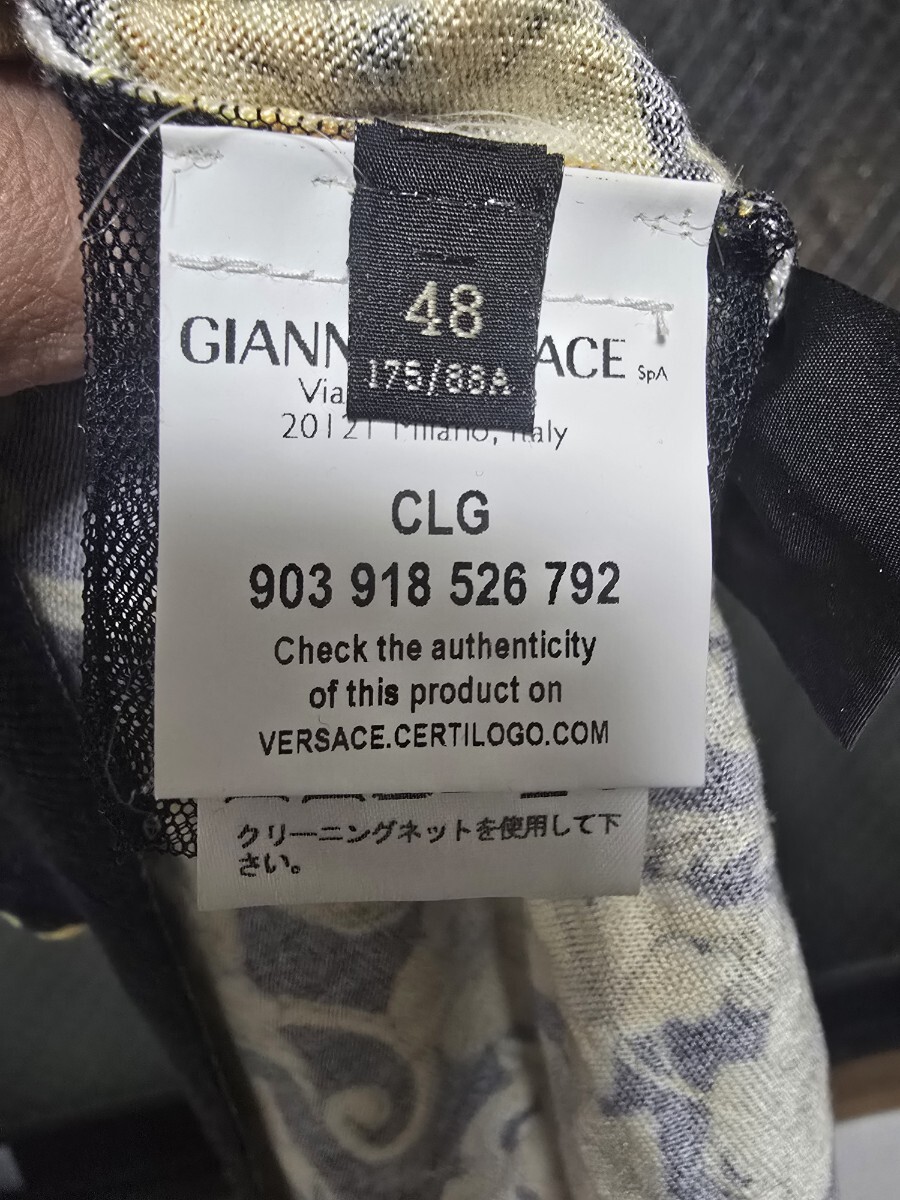 48
175/88A
GIANN ACE SpA
Via
20121 Milano, Italy
CLG
903 918 526 792
Check the authenticity
of this product on
VERSACE.CERTILOGO.COM
クリーニングネットを使用して下
さい。